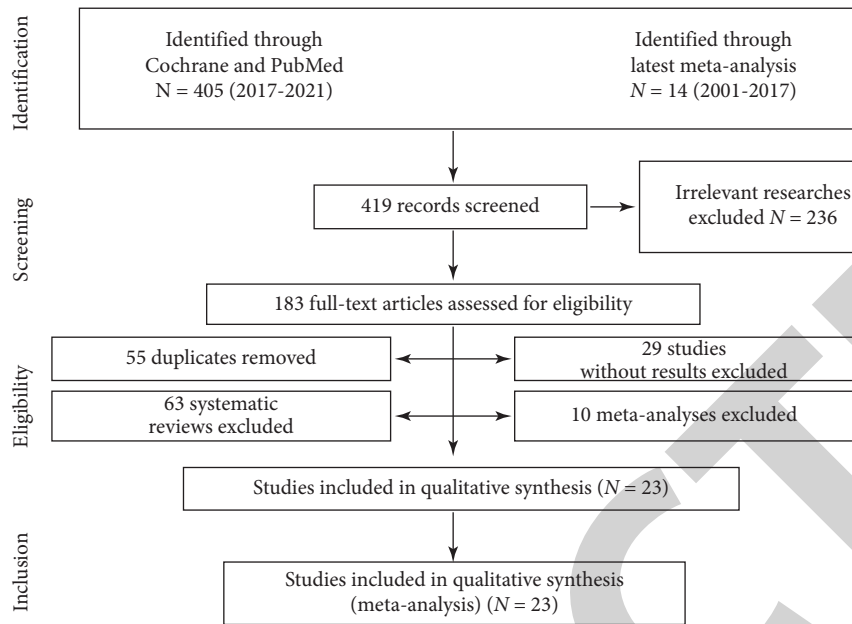 Identification
Identified through
Cochrane and PubMed
N = 405 (2017-2021)
Identified through
latest meta-analysis
N = 14 (2001-2017)
Screening
419 records screened
Irrelevant researches
excluded N = 236
183 full-text articles assessed for eligibility
Eligibility
55 duplicates removed
29 studies
without results excluded
63 systematic
reviews excluded
10 meta-analyses excluded
Studies included in qualitative synthesis (N = 23)
Inclusion
Studies included in qualitative synthesis
(meta-analysis) (N = 23)